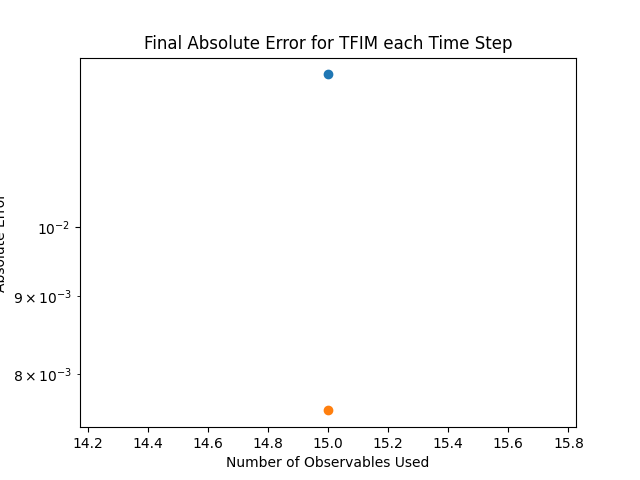 Final Absolute Error for TFIM each Time Step
Absolute Error
10⁻²
9 × 10⁻³
8 × 10⁻³
14.2 14.4 14.6 14.8 15.0 15.2 15.4 15.6 15.8
Number of Observables Used